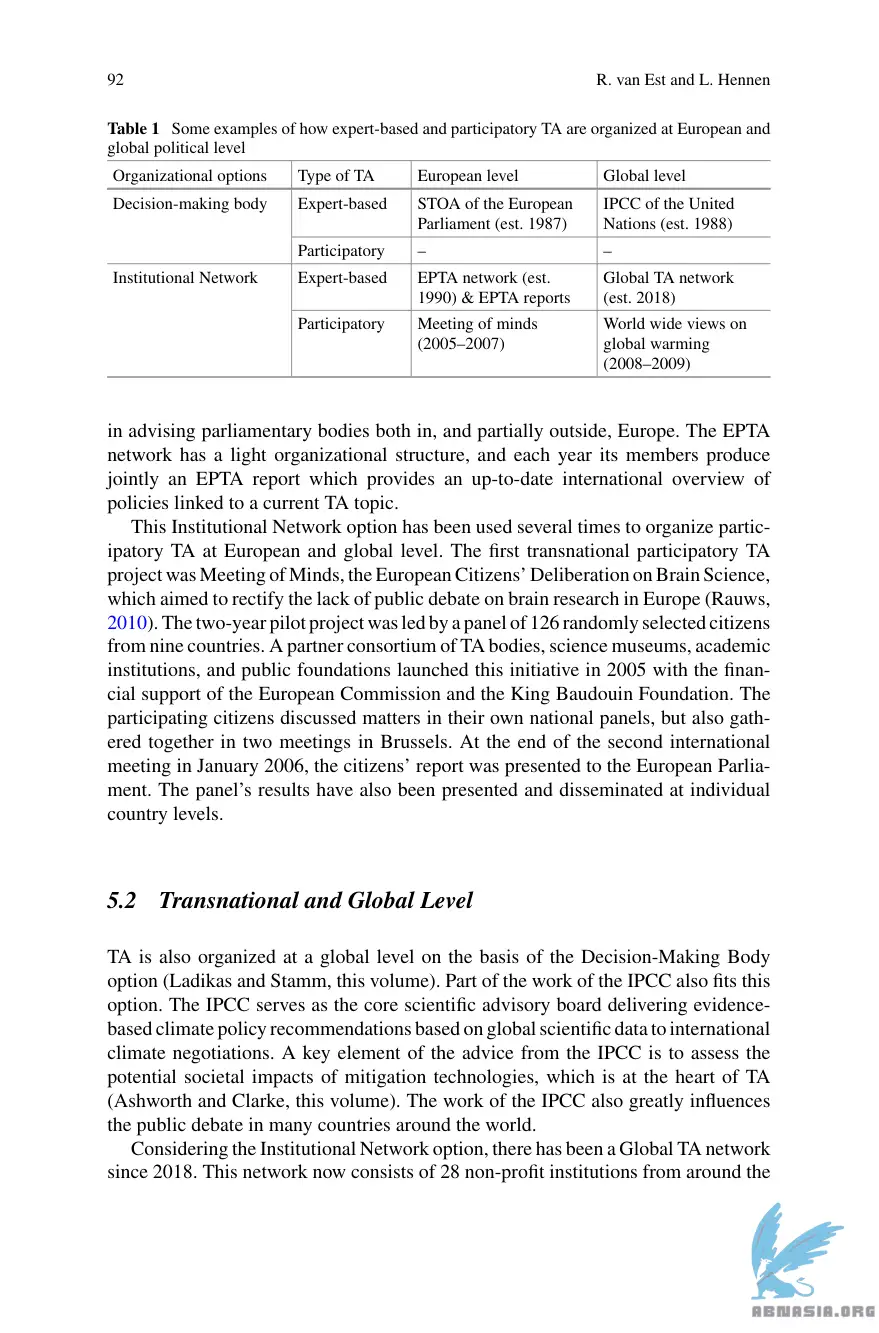 92
R. van Est and L. Hennen
Table 1 Some examples of how expert-based and participatory TA are organized at European and
global political level
Organizational options Type of TA European level Global level
Decision-making body Expert-based STOA of the European IPCC of the United
Parliament (est. 1987) Nations (est. 1988)
Participatory – –
Institutional Network Expert-based EPTA network (est. Global TA network
1990) & EPTA reports (est. 2018)
Participatory Meeting of minds World wide views on
(2005–2007) global warming
(2008–2009)
in advising parliamentary bodies both in, and partially outside, Europe. The EPTA
network has a light organizational structure, and each year its members produce
jointly an EPTA report which provides an up-to-date international overview of
policies linked to a current TA topic.
This Institutional Network option has been used several times to organize partic-
ipatory TA at European and global level. The first transnational participatory TA
project was Meeting of Minds, the European Citizens’ Deliberation on Brain Science,
which aimed to rectify the lack of public debate on brain research in Europe (Rauws,
2010). The two-year pilot project was led by a panel of 126 randomly selected citizens
from nine countries. A partner consortium of TA bodies, science museums, academic
institutions, and public foundations launched this initiative in 2005 with the finan-
cial support of the European Commission and the King Baudouin Foundation. The
participating citizens discussed matters in their own national panels, but also gath-
ered together in two meetings in Brussels. At the end of the second international
meeting in January 2006, the citizens’ report was presented to the European Parlia-
ment. The panel’s results have also been presented and disseminated at individual
country levels.
5.2 Transnational and Global Level
TA is also organized at a global level on the basis of the Decision-Making Body
option (Ladikas and Stamm, this volume). Part of the work of the IPCC also fits this
option. The IPCC serves as the core scientific advisory board delivering evidence-
based climate policy recommendations based on global scientific data to international
climate negotiations. A key element of the advice from the IPCC is to assess the
potential societal impacts of mitigation technologies, which is at the heart of TA
(Ashworth and Clarke, this volume). The work of the IPCC also greatly influences
the public debate in many countries around the world.
Considering the Institutional Network option, there has been a Global TA network
since 2018. This network now consists of 28 non-profit institutions from around the
ABNASIA.ORG